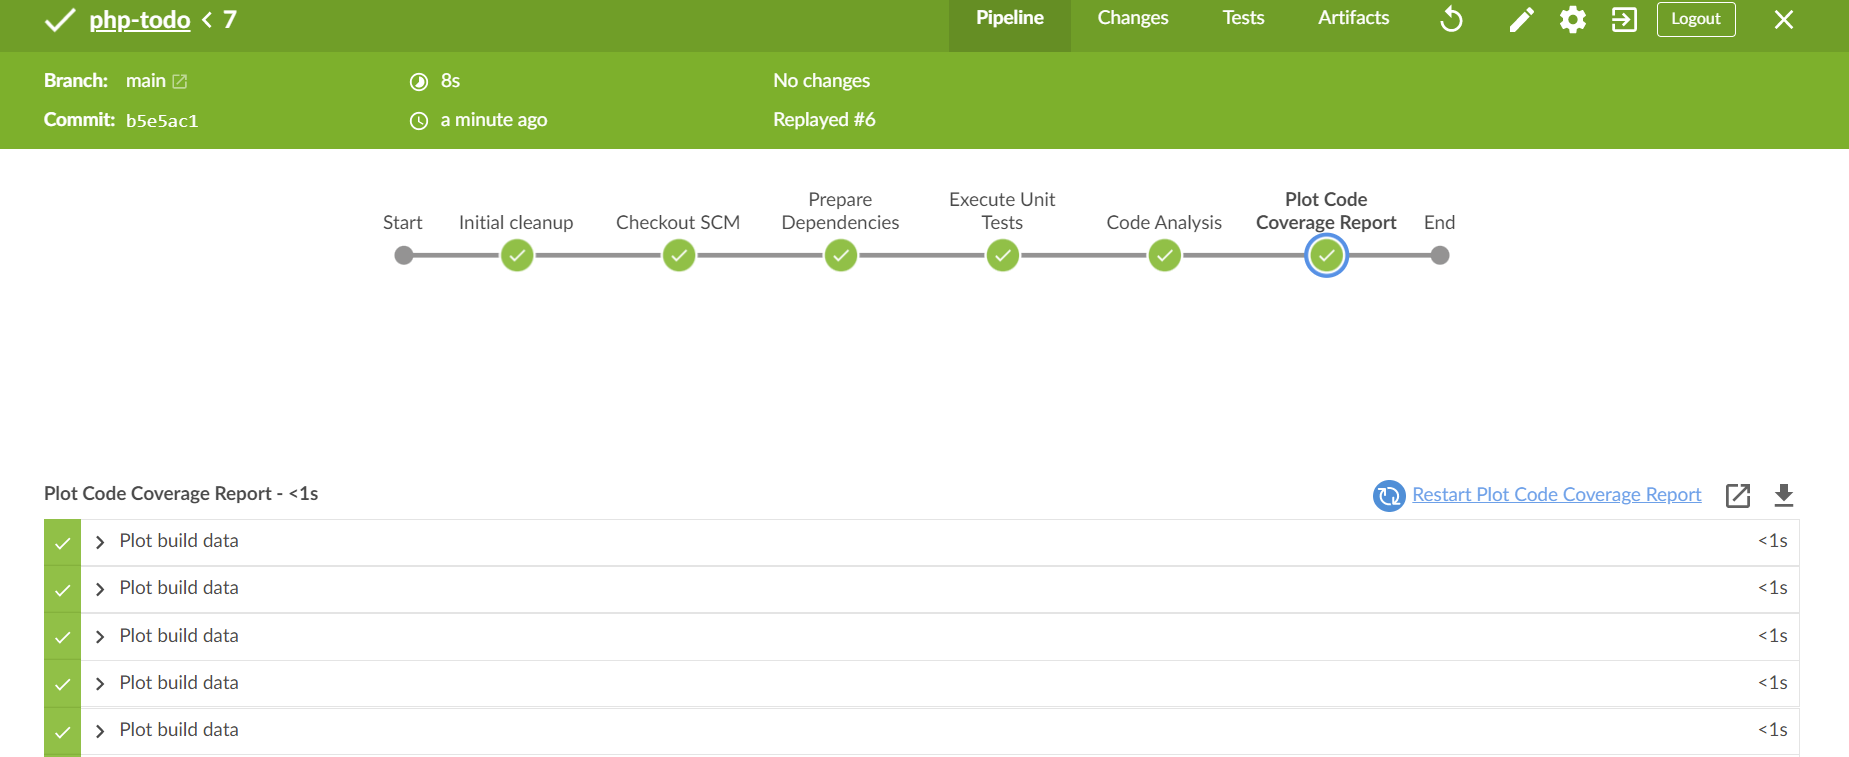 php-todo < 7
Pipeline
Changes
Tests
Artifacts
Logout
Branch: main
8s
No changes
Commit: b5e5ac1
a minute ago
Replayed #6
Start
Initial cleanup
Checkout SCM
Prepare
Dependencies
Execute Unit
Tests
Code Analysis
Plot Code
Coverage Report
End
Plot Code Coverage Report - <1s
Restart Plot Code Coverage Report
Plot build data <1s
Plot build data <1s
Plot build data <1s
Plot build data <1s
Plot build data <1s